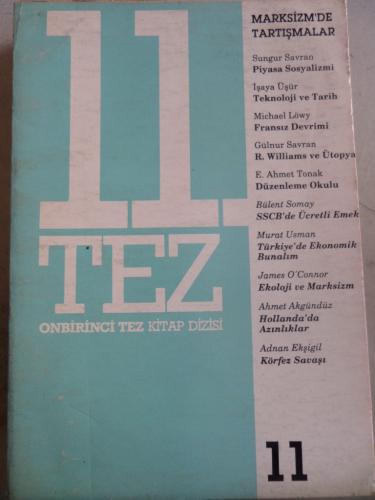 11.
TEZ
ONBİRİNCİ TEZ KİTAP DİZİSİ
MARKSİZM'DE
TARTIŞMALAR
Sungur Savran
Piyasa Sosyalizmi
İşaya Üşür
Teknoloji ve Tarih
Michael Löwy
Fransız Devrimi
Gülnur Savran
R. Williams ve Ütopya
E. Ahmet Tonak
Düzenleme Okulu
Bülent Somay
SSCB'de Ücretli Emek
Murat Usman
Türkiye'de Ekonomik
Bunalım
James O'Connor
Ekoloji ve Marksizm
Ahmet Akgündüz
Hollanda'da
Azınlıklar
Adnan Ekşigil
Körfez Savaşı
11